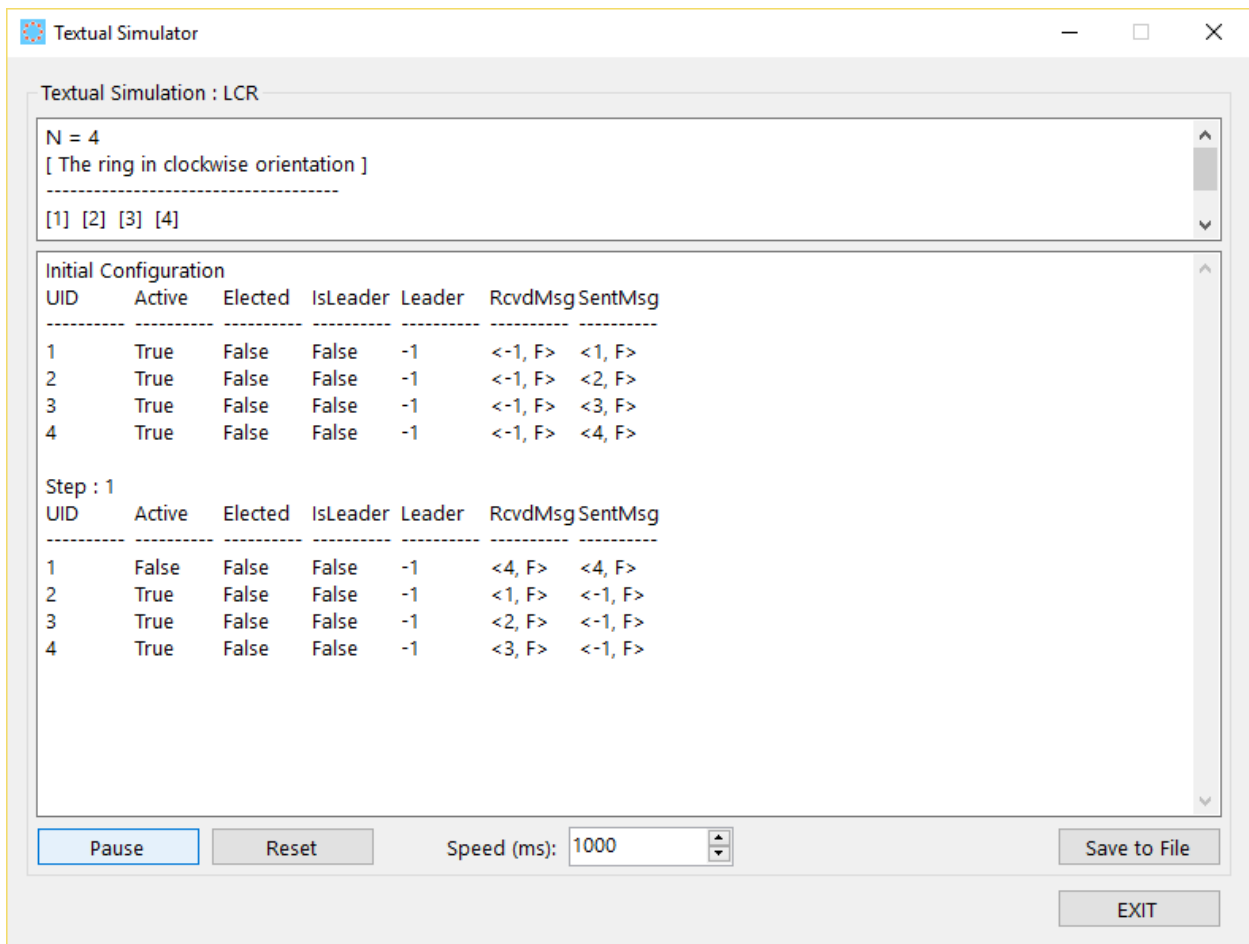 Textual Simulator
Textual Simulation : LCR
N = 4
[ The ring in clockwise orientation ]
-------------------------------------
[1] [2] [3] [4]
Initial Configuration
UID Active Elected IsLeader Leader RcvdMsg SentMsg
---------- ---------- ---------- ---------- ---------- ---------- ----------
1 True False False -1 <-1, F> <1, F>
2 True False False -1 <-1, F> <2, F>
3 True False False -1 <-1, F> <3, F>
4 True False False -1 <-1, F> <4, F>
Step : 1
UID Active Elected IsLeader Leader RcvdMsg SentMsg
---------- ---------- ---------- ---------- ---------- ---------- ----------
1 False False False -1 <4, F> <4, F>
2 True False False -1 <1, F> <-1, F>
3 True False False -1 <2, F> <-1, F>
4 True False False -1 <3, F> <-1, F>
Pause Reset Speed (ms): 1000 Save to File
EXIT